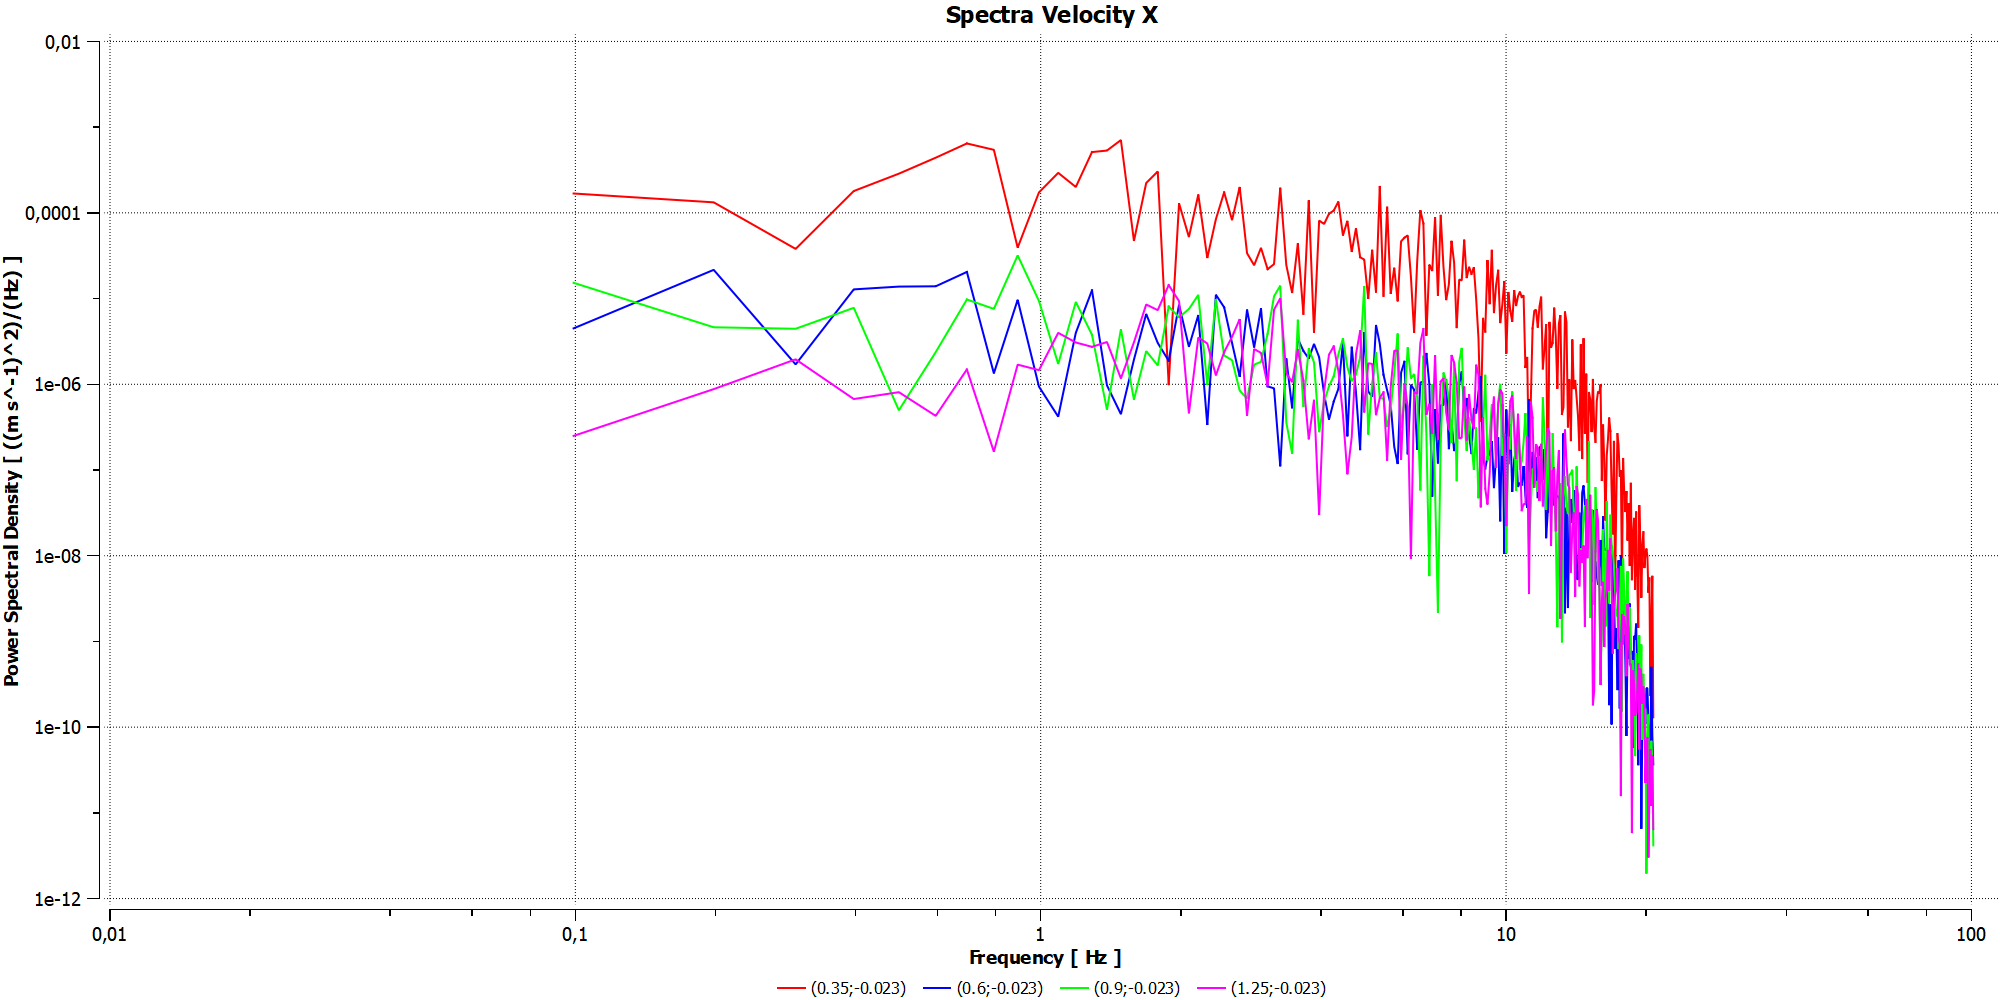 Spectra Velocity X
0,01
0,0001
1e-06
1e-08
1e-10
1e-12
Power Spectral Density [ ((m s^-1)^2)/(Hz) ]
0,01 0,1 1 10 100
Frequency [ Hz ]
(0.35;-0.023) (0.6;-0.023) (0.9;-0.023) (1.25;-0.023)